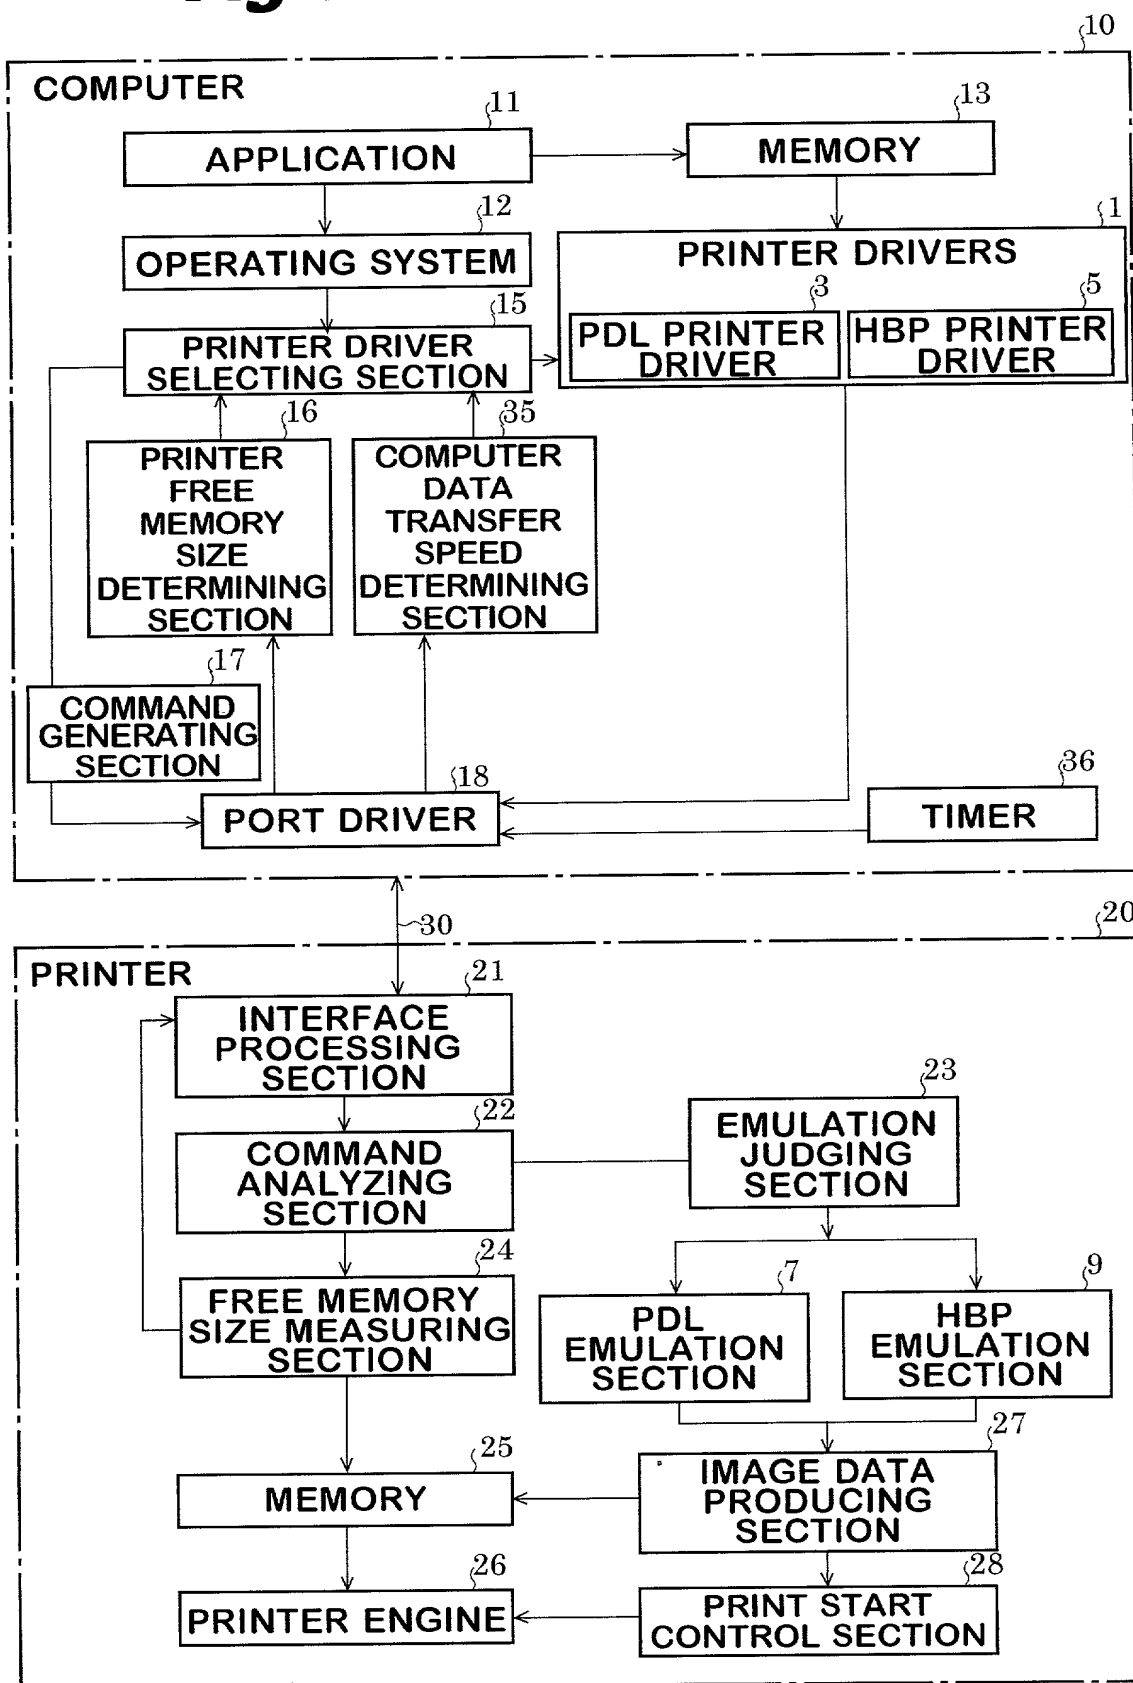 10
COMPUTER
11
APPLICATION
13
MEMORY
12
OPERATING SYSTEM
1
PRINTER DRIVERS
3
PDL PRINTER
DRIVER
5
HBP PRINTER
DRIVER
15
PRINTER DRIVER
SELECTING SECTION
16
PRINTER
FREE
MEMORY
SIZE
DETERMINING
SECTION
35
COMPUTER
DATA
TRANSFER
SPEED
DETERMINING
SECTION
17
COMMAND
GENERATING
SECTION
18
PORT DRIVER
36
TIMER
30
20
PRINTER
21
INTERFACE
PROCESSING
SECTION
22
COMMAND
ANALYZING
SECTION
23
EMULATION
JUDGING
SECTION
24
FREE MEMORY
SIZE MEASURING
SECTION
7
PDL
EMULATION
SECTION
9
HBP
EMULATION
SECTION
25
MEMORY
27
IMAGE DATA
PRODUCING
SECTION
26
PRINTER ENGINE
28
PRINT START
CONTROL SECTION